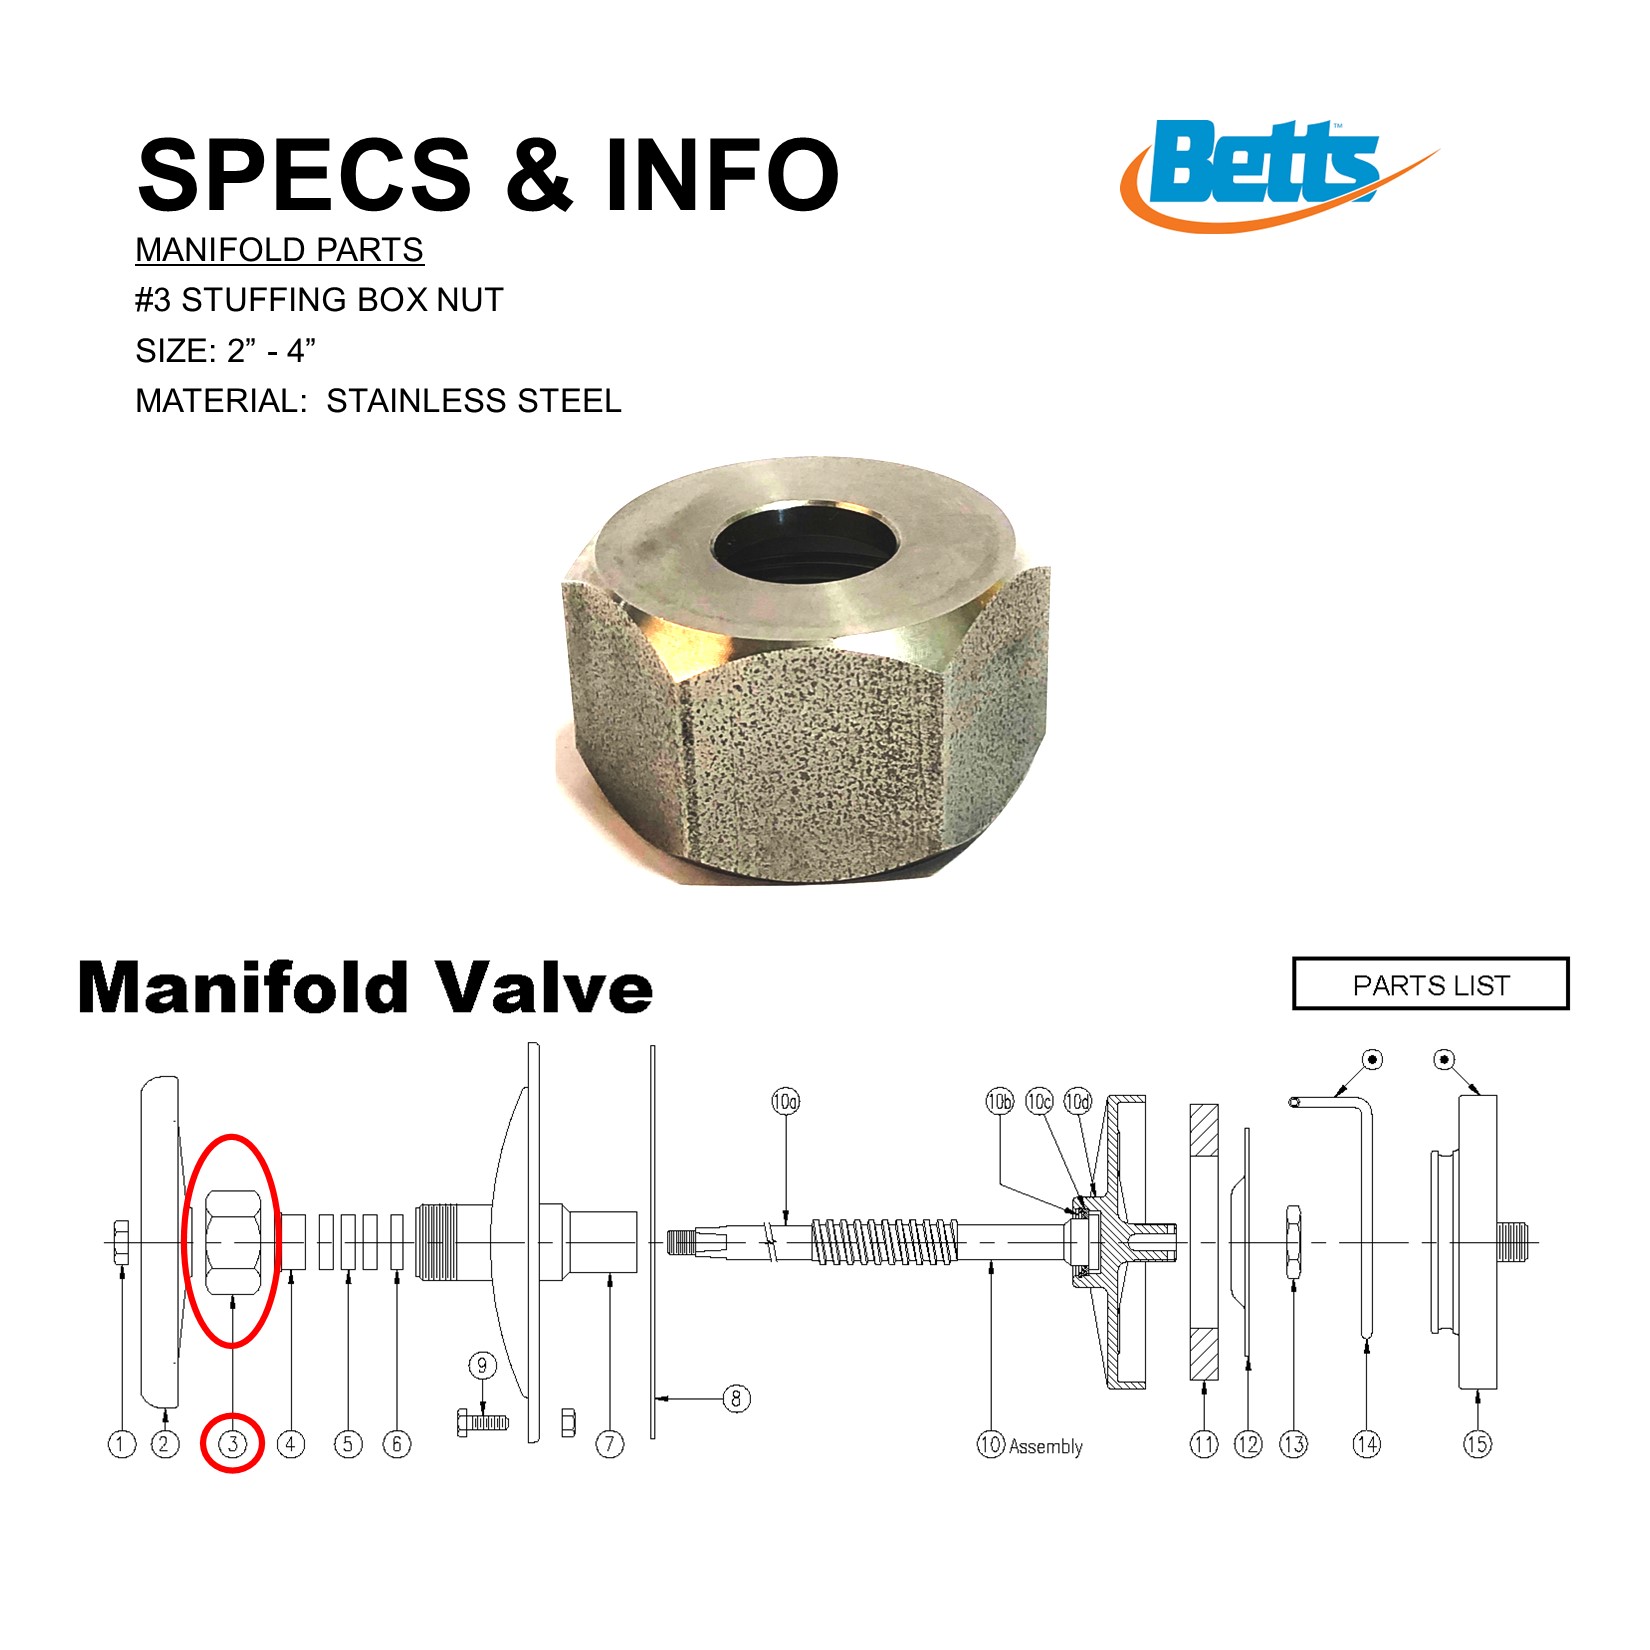 Betts™
SPECS & INFO
MANIFOLD PARTS
#3 STUFFING BOX NUT
SIZE: 2” - 4”
MATERIAL:  STAINLESS STEEL
Manifold Valve
PARTS LIST
10a
10b
10c
10d
9
8
1
2
3
4
5
6
7
10 Assembly
11
12
13
14
15